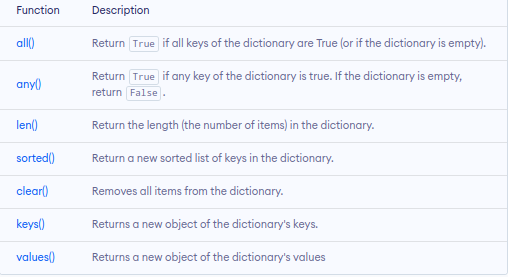 Function Description
all() Return True if all keys of the dictionary are True (or if the dictionary is empty).
any() Return True if any key of the dictionary is true. If the dictionary is empty,
return False.
len() Return the length (the number of items) in the dictionary.
sorted() Return a new sorted list of keys in the dictionary.
clear() Removes all items from the dictionary.
keys() Returns a new object of the dictionary's keys.
values() Returns a new object of the dictionary's values